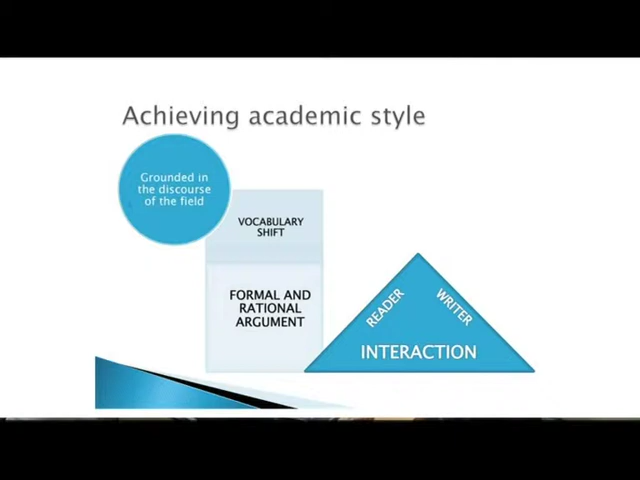 Achieving academic style
Grounded in
the discourse
of the field
VOCABULARY
SHIFT
FORMAL AND
RATIONAL
ARGUMENT
READER
WRITER
INTERACTION